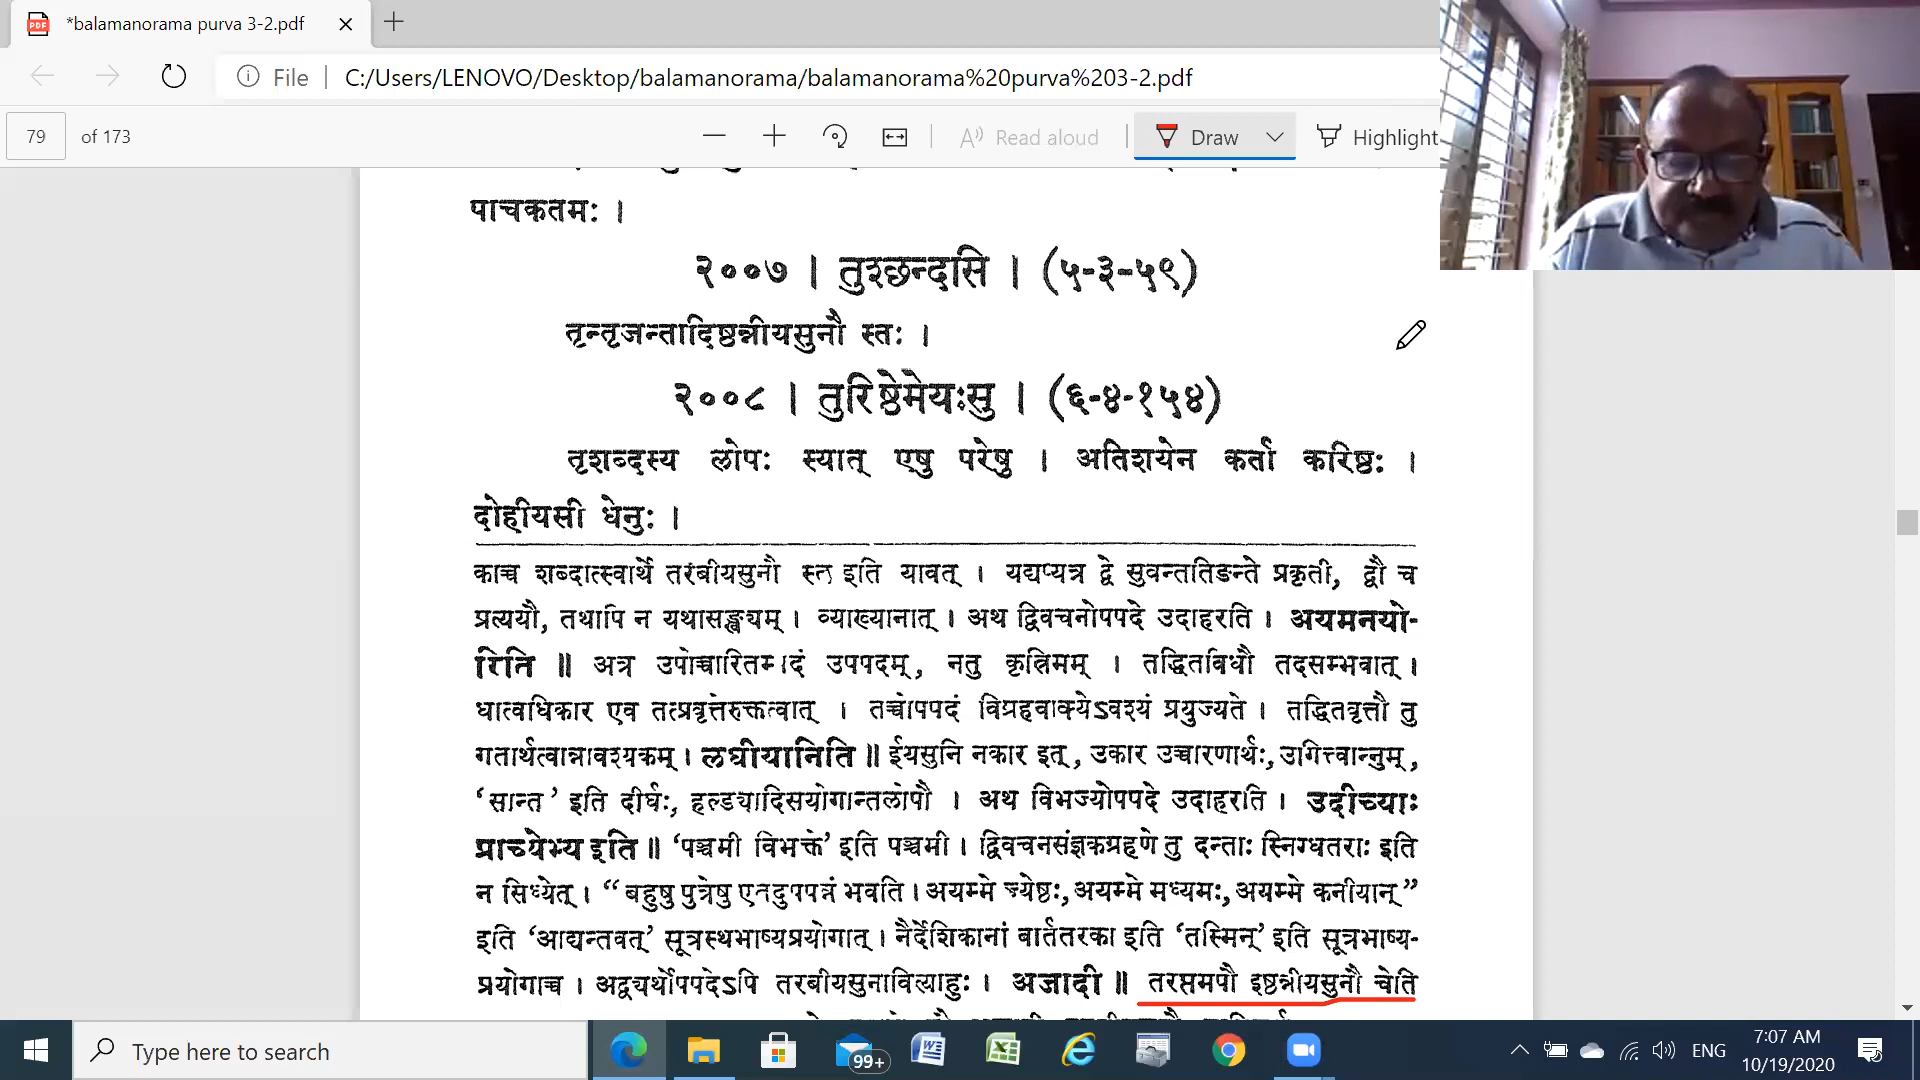 *balamanorama purva 3-2.pdf
File | C:/Users/LENOVO/Desktop/balamanorama/balamanorama%20purva%203-2.pdf
79 of 173 Read aloud Draw Highlight
पाचकतमः ।
२००७ । तुश्छन्दसि । (५-३-५९)
तृन्तृजन्तादिष्ठन्नीयसुनौ स्तः ।
२००८ । तुरिष्ठेमेयःसु । (६-४-१५४)
तृशब्दस्य लोपः स्यात् एषु परेषु । अतिशयेन कर्ता करिष्ठः ।
दोहीयसी धेनुः ।
काच्च शब्दात्स्वार्थे तरबीयसुनौ स्त इति यावत् । यद्यप्यत्र द्वे सुबन्ततिङन्ते प्रकृती, द्वौ च
प्रत्ययौ, तथापि न यथासङ्ख्यम् । व्याख्यानात् । अथ द्विवचनोपपदे उदाहरति । अयमनयो-
रिति ॥ अत्र उपोच्चारितम्पदं उपपदम्, नतु कृत्रिमम् । तद्धितविधौ तदसम्भवात् ।
धात्वधिकार एव तत्प्रवृत्तेरुक्तत्वात् । तच्चोपपदं विग्रहवाक्येऽवश्यं प्रयुज्यते । तद्धितवृत्तौ तु
गतार्थत्वान्नावश्यकम् । लघीयानिति ॥ ईयसुनि नकार इत्, उकार उच्चारणार्थः, उगित्त्वान्नुम्,
‘सान्त’ इति दीर्घः, हल्ङ्यादिसंयोगान्तलोपौ । अथ विभज्योपपदे उदाहरति । उदीच्याः
प्राच्येभ्य इति ॥ ‘पञ्चमी विभक्ते’ इति पञ्चमी । द्विवचनसंज्ञकग्रहणे तु दन्ताः स्निग्धतराः इति
न सिध्येत् । “बहुषु पुत्रेषु एतदुपपन्नं भवति । अयम्मे ज्येष्ठः, अयम्मे मध्यमः, अयम्मे कनीयान्”
इति ‘आद्यन्तवत्’ सूत्रस्थभाष्यप्रयोगात् । नैर्देशिकानां वार्ततरका इति ‘तस्मिन्’ इति सूत्रभाष्य-
प्रयोगाच्च । अद्व्यर्थोपपदेऽपि तरबीयसुनावित्याहुः । अजादी ॥ तरप्तमपौ इष्ठन्नीयसुनौ चेति
Type here to search 99+ ENG 7:07 AM
10/19/2020